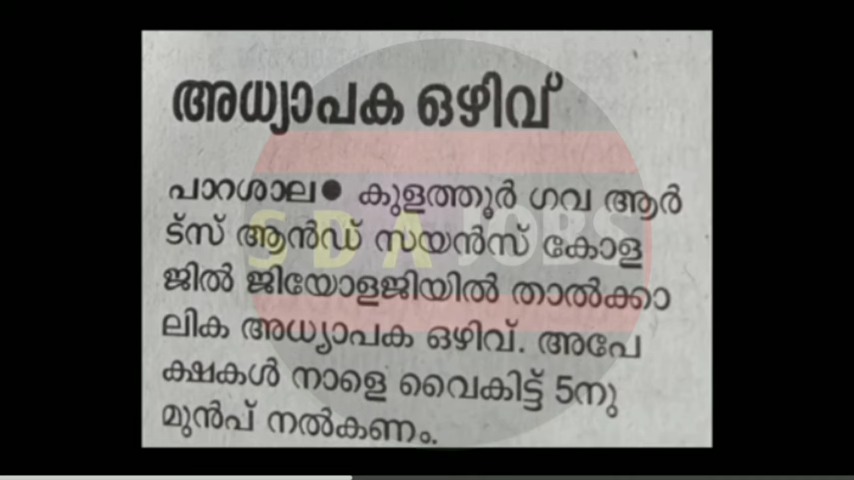 അധ്യാപക ഒഴിവ്
പാറശാല● കുളത്തൂർ ഗവ ആർ
ട്സ് ആൻഡ് സയൻസ് കോള
ജിൽ ജിയോളജിയിൽ താൽക്കാ
ലിക അധ്യാപക ഒഴിവ്. അപേ
ക്ഷകൾ നാളെ വൈകിട്ട് 5നു
മുൻപ് നൽകണം.
SDA JOBS